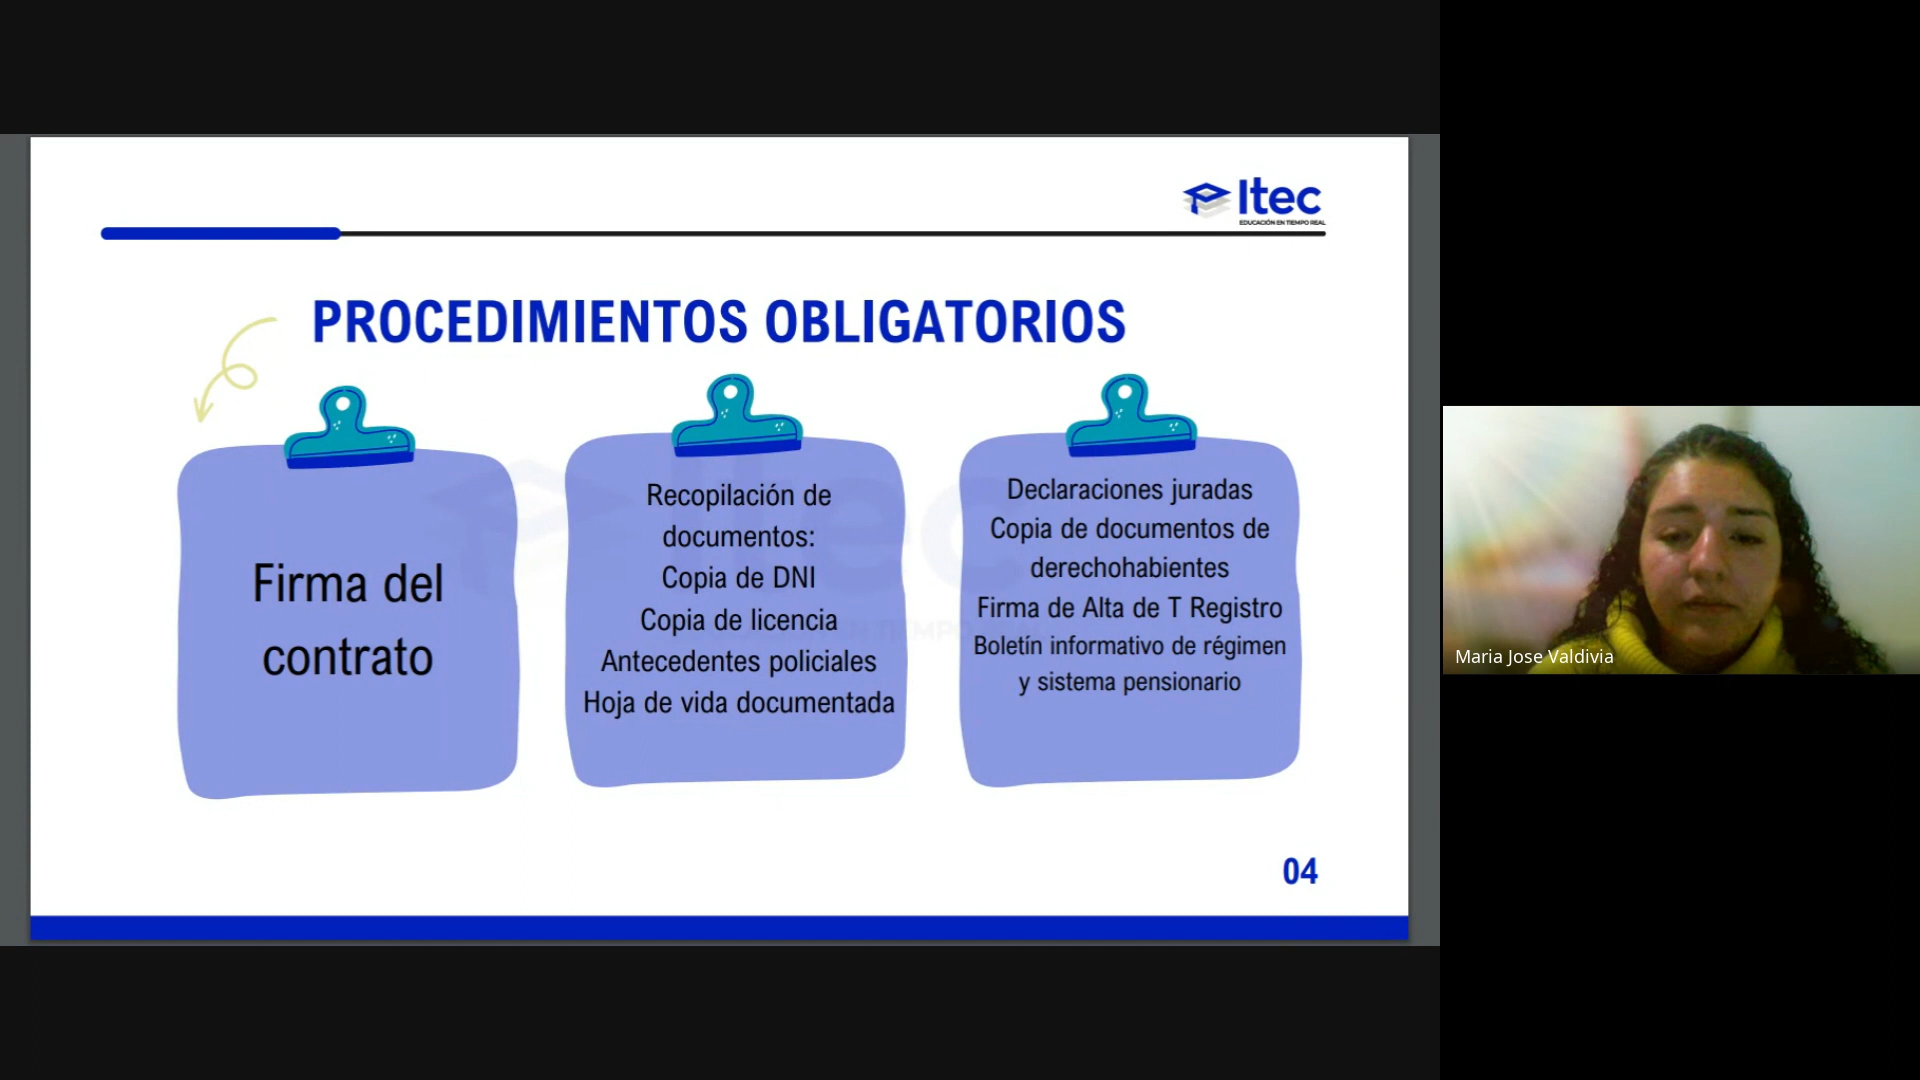 Itec
EDUCACIÓN EN TIEMPO REAL
PROCEDIMIENTOS OBLIGATORIOS
Firma del
contrato
Recopilación de
documentos:
Copia de DNI
Copia de licencia
Antecedentes policiales
Hoja de vida documentada
Declaraciones juradas
Copia de documentos de
derechohabientes
Firma de Alta de T Registro
Boletín informativo de régimen
y sistema pensionario
04
Maria Jose Valdivia